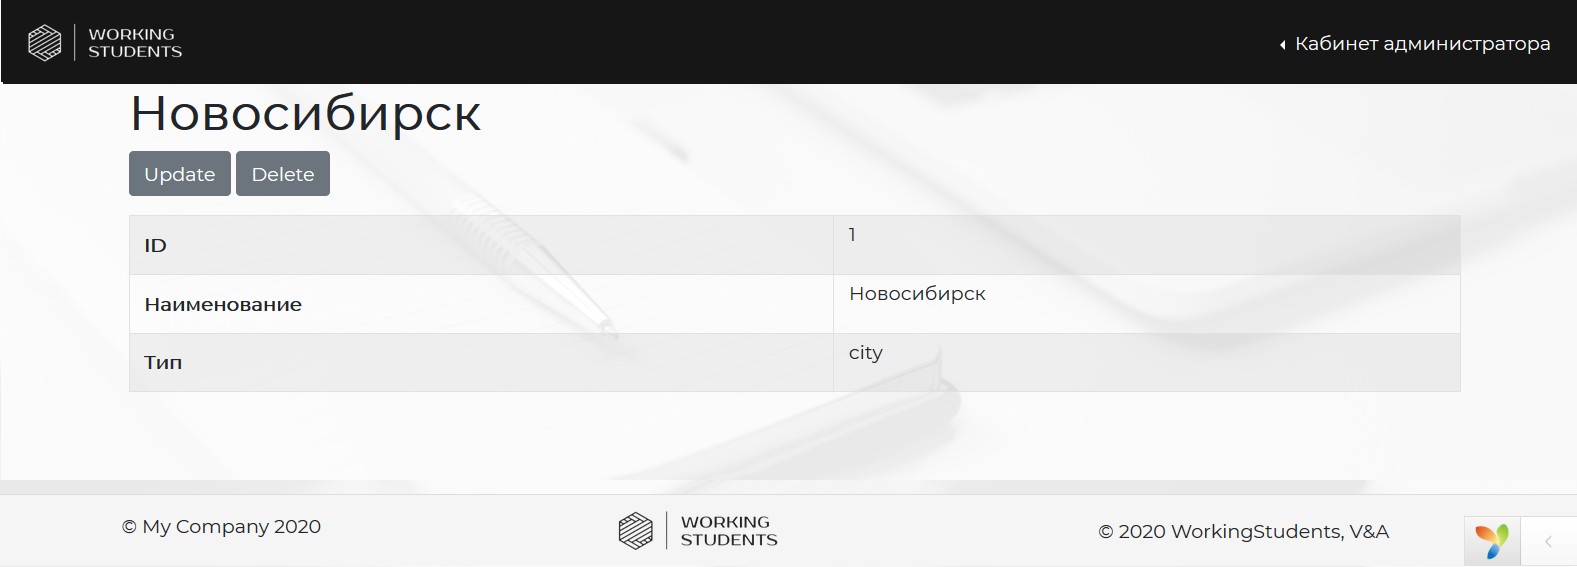 WORKING
STUDENTS
Кабинет администратора
Новосибирск
Update
Delete
ID
1
Наименование
Новосибирск
Тип
city
© My Company 2020
WORKING
STUDENTS
© 2020 WorkingStudents, V&A